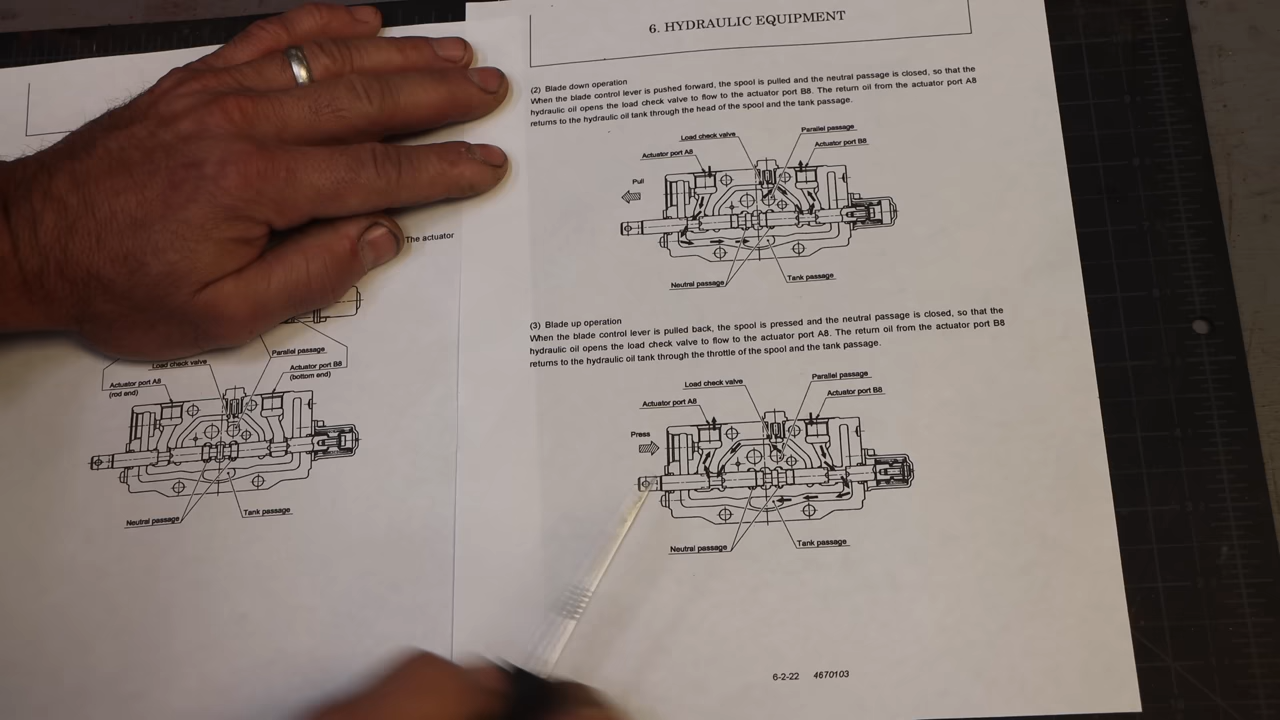 6. HYDRAULIC EQUIPMENT
(2) Blade down operation
When the blade control lever is pushed forward, the spool is pulled and the neutral passage is closed, so that the
hydraulic oil opens the load check valve to flow to the actuator port B8. The return oil from the actuator port A8
returns to the hydraulic oil tank through the head of the spool and the tank passage.
Load check valve
Parallel passage
Actuator port A8
Actuator port B8
Pull
Neutral passage
Tank passage
(3) Blade up operation
When the blade control lever is pulled back, the spool is pressed and the neutral passage is closed, so that the
hydraulic oil opens the load check valve to flow to the actuator port A8. The return oil from the actuator port B8
returns to the hydraulic oil tank through the throttle of the spool and the tank passage.
Load check valve
Parallel passage
Actuator port A8
Actuator port B8
Press
Neutral passage
Tank passage
6-2-22 4670103
The actuator
Parallel passage
Load check valve
Actuator port B8
(bottom end)
Actuator port A8
(rod end)
Neutral passage
Tank passage